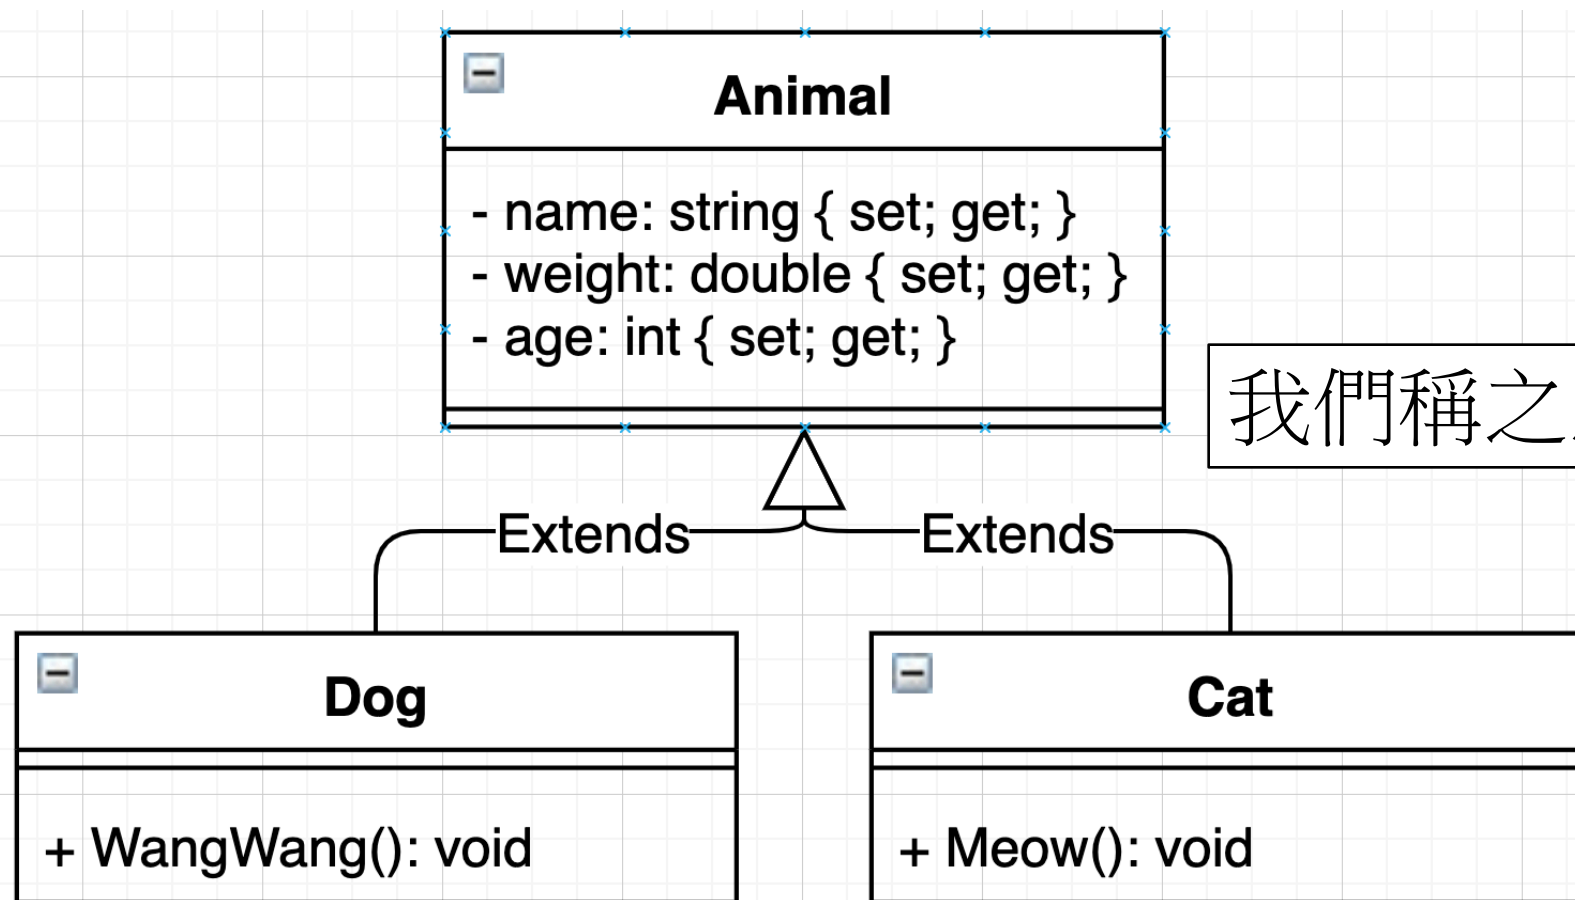 Animal
- name: string { set; get; }
- weight: double { set; get; }
- age: int { set; get; }
我們稱之
Extends
Extends
Dog
Cat
+ WangWang(): void
+ Meow(): void